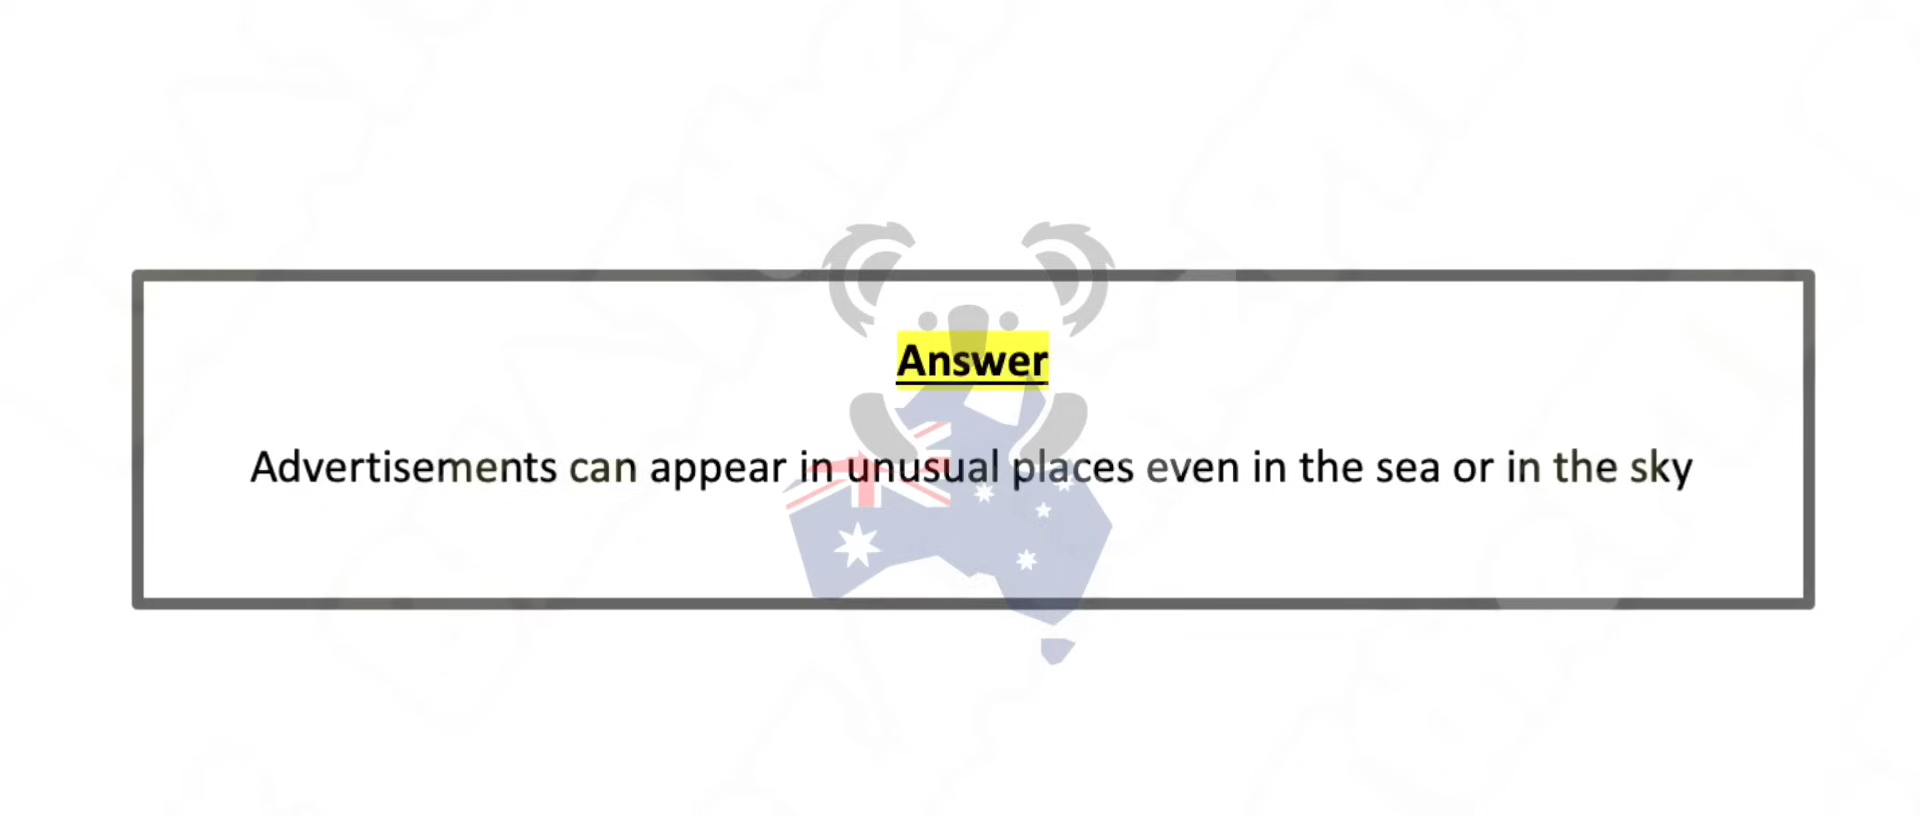 Answer
Advertisements can appear in unusual places even in the sea or in the sky